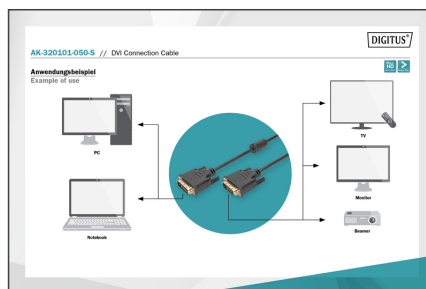 DIGITUS®
AK-320101-050-S // DVI Connection Cable
Anwendungsbeispiel
Example of use
PC
TV
Notebook
Monitor
Beamer